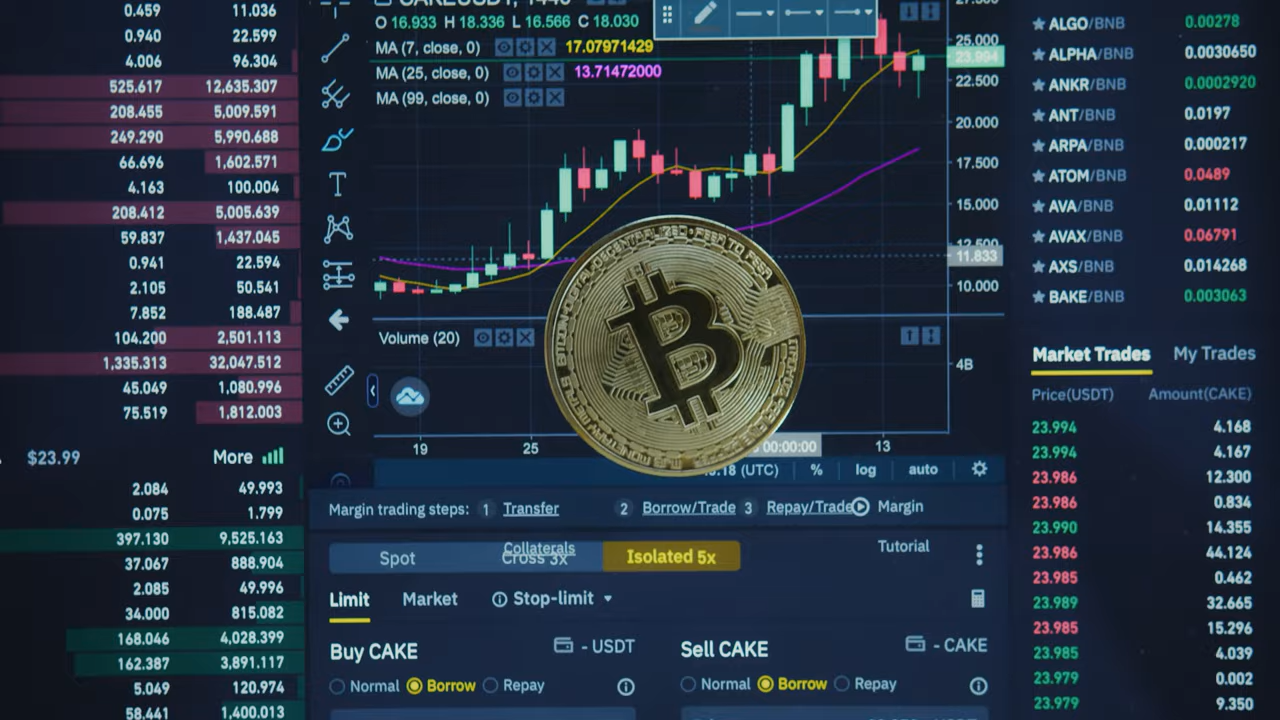 0.459 11.036
0.940 22.599
4.006 96.304
525.617 12,635.307
208.455 5,009.591
249.290 5,990.688
66.696 1,602.571
4.163 100.004
208.412 5,005.639
59.837 1,437.045
0.941 22.594
2.105 50.541
7.852 188.487
104.200 2,501.113
1,335.313 32,047.512
45.049 1,080.996
75.519 1,812.003
$23.99 More
2.084 49.993
0.075 1.799
397.130 9,525.163
37.067 888.904
2.085 49.996
34.000 815.082
168.046 4,028.399
162.387 3,891.117
5.049 120.974
58.441 1,400.013
O 16.933 H 18.336 L 16.566 C 18.030
MA (7, close, 0) 17.07971429
MA (25, close, 0) 13.71472000
MA (99, close, 0)
25.000
23.994
22.500
20.000
17.500
15.000
12.500
11.833
10.000
Volume (20)
4B
19 25 00:00:00 13
(UTC) % log auto
Margin trading steps: 1 Transfer 2 Borrow/Trade 3 Repay/Trade Margin
Collaterals Tutorial
Spot Cross 3x Isolated 5x
Limit Market Stop-limit
Buy CAKE - USDT Sell CAKE - CAKE
Normal Borrow Repay Normal Borrow Repay
ALGO/BNB 0.00278
ALPHA/BNB 0.0030650
ANKR/BNB 0.0002920
ANT/BNB 0.0197
ARPA/BNB 0.000217
ATOM/BNB 0.0489
AVA/BNB 0.01112
AVAX/BNB 0.06791
AXS/BNB 0.014268
BAKE/BNB 0.003063
Market Trades My Trades
Price(USDT) Amount(CAKE)
23.994 4.168
23.994 4.167
23.986 12.300
23.986 0.834
23.990 14.355
23.986 44.124
23.985 0.462
23.989 32.665
23.985 15.296
23.985 4.039
23.979 0.002
23.979 9.350